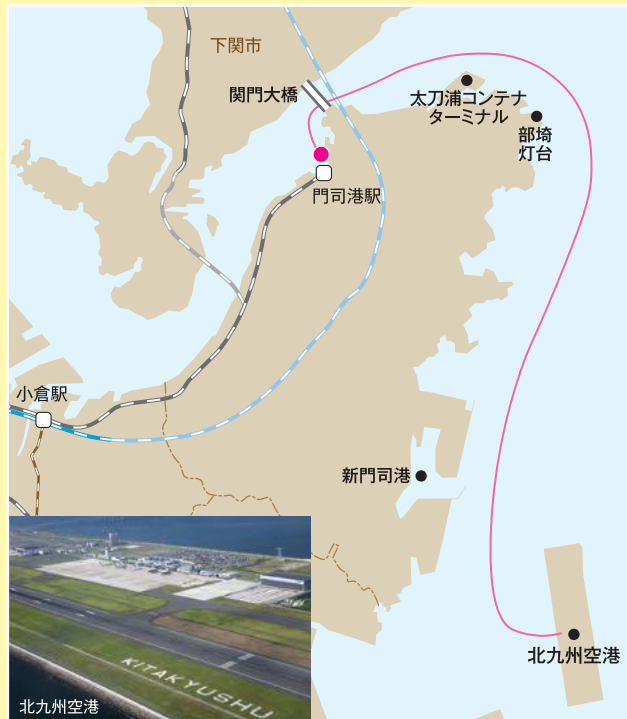 下関市
関門大橋
太刀浦コンテナ
ターミナル
部埼
灯台
門司港駅
小倉駅
新門司港
北九州空港
KITAKYUSHU
北九州空港